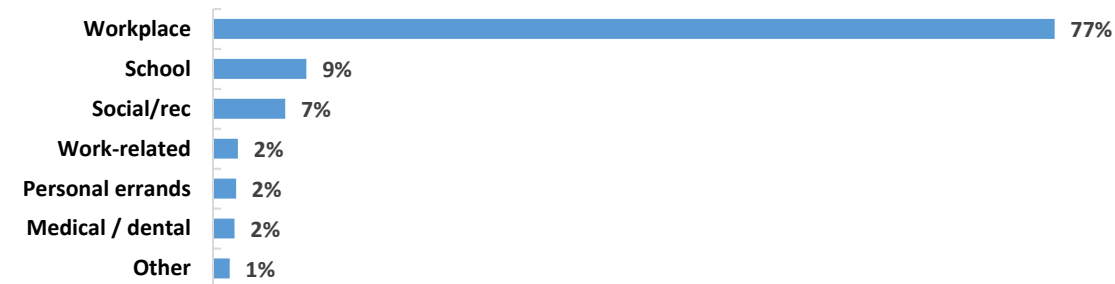 Workplace 77%
School 9%
Social/rec 7%
Work-related 2%
Personal errands 2%
Medical / dental 2%
Other 1%